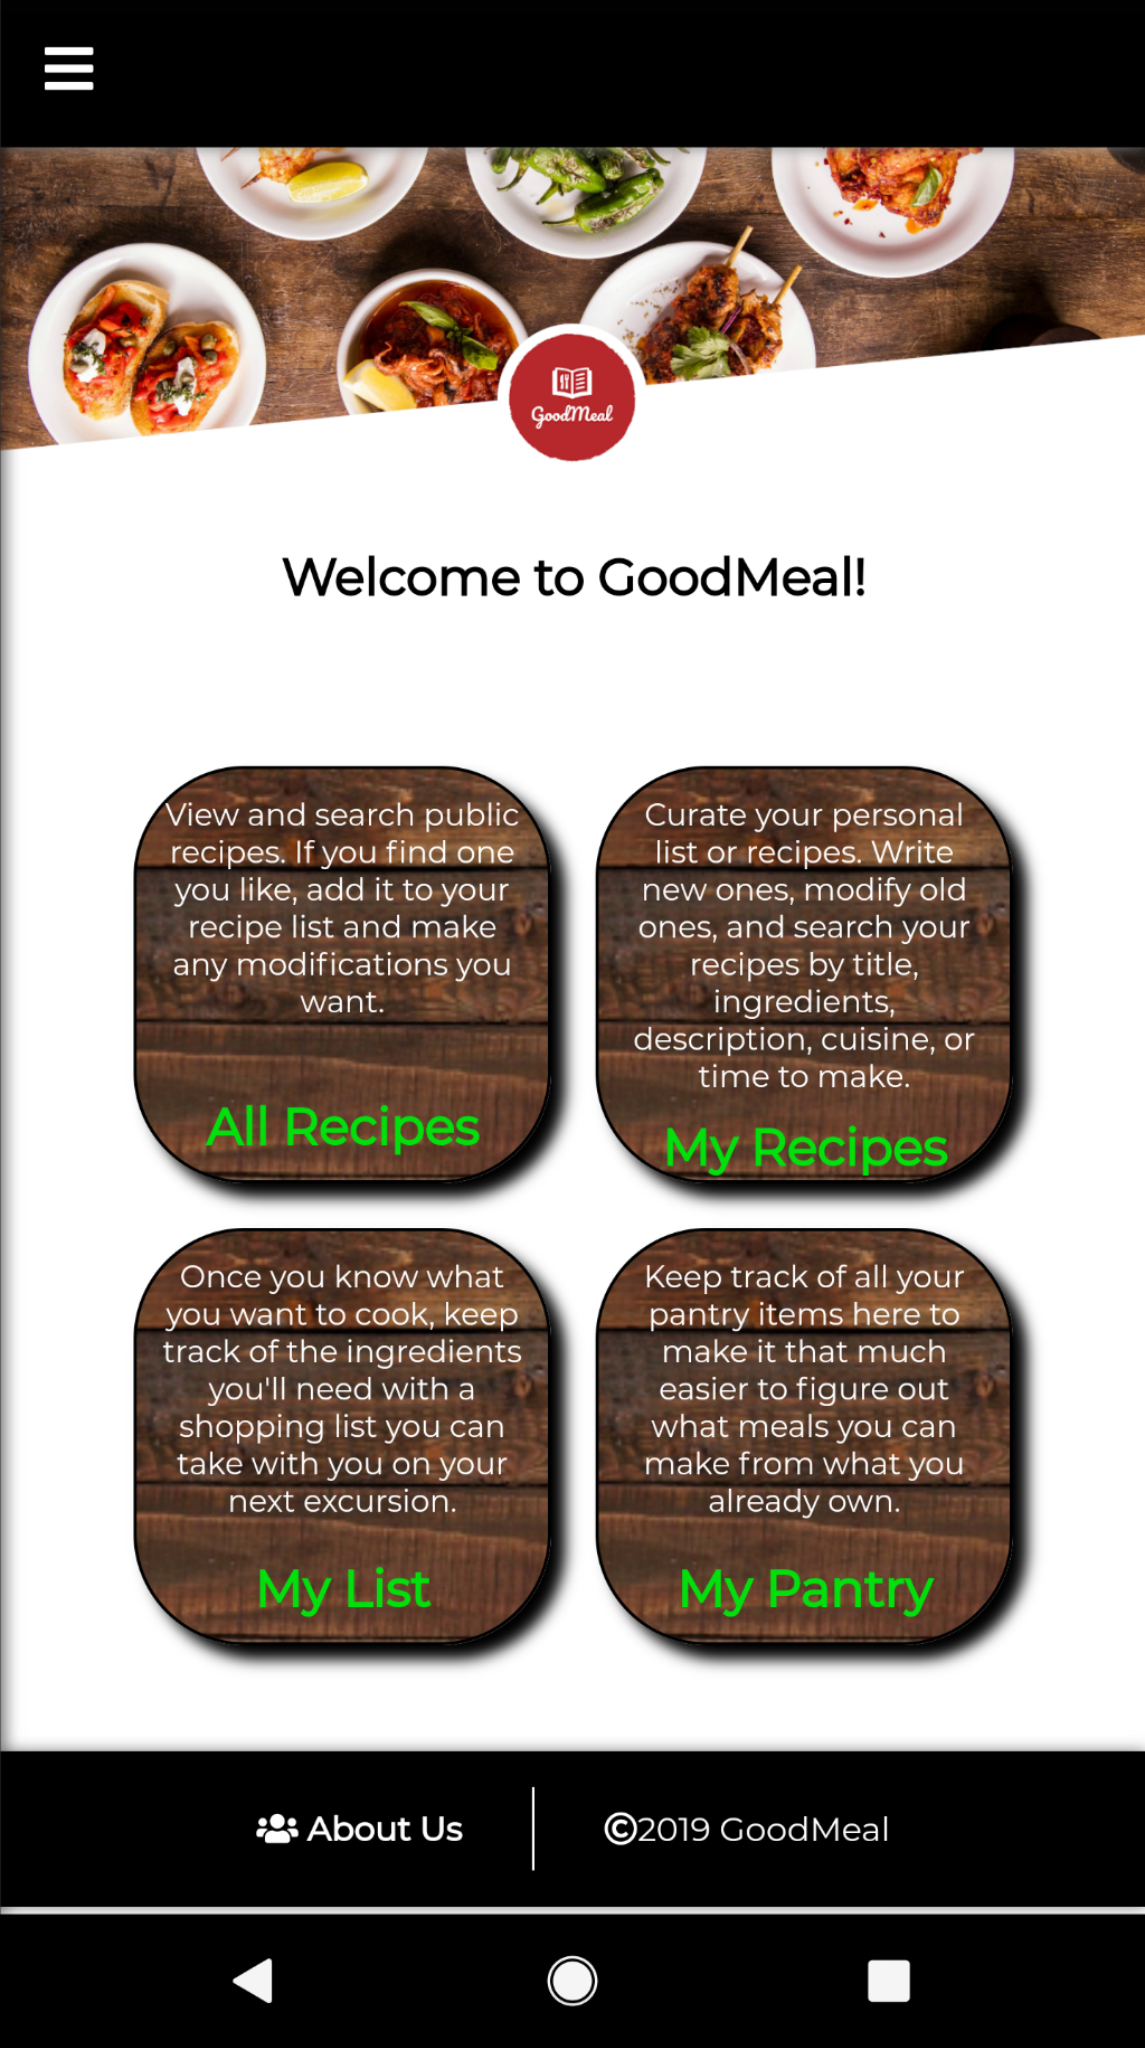 GoodMeal
Welcome to GoodMeal!
View and search public
recipes. If you find one
you like, add it to your
recipe list and make
any modifications you
want.
All Recipes
Curate your personal
list or recipes. Write
new ones, modify old
ones, and search your
recipes by title,
ingredients,
description, cuisine, or
time to make.
My Recipes
Once you know what
you want to cook, keep
track of the ingredients
you'll need with a
shopping list you can
take with you on your
next excursion.
My List
Keep track of all your
pantry items here to
make it that much
easier to figure out
what meals you can
make from what you
already own.
My Pantry
About Us
©2019 GoodMeal